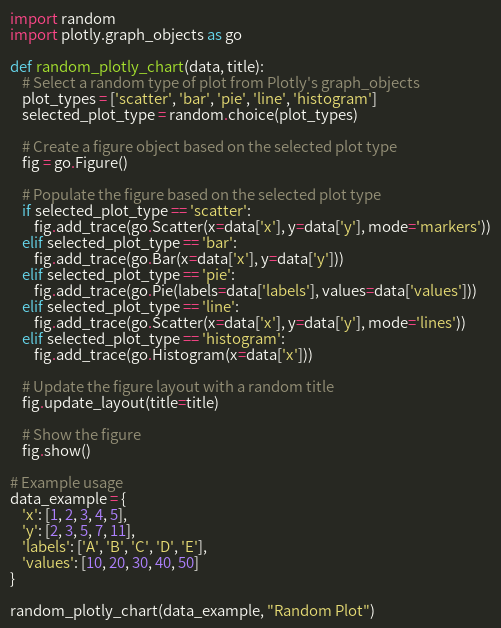 import random
import plotly.graph_objects as go

def random_plotly_chart(data, title):
    # Select a random type of plot from Plotly's graph_objects
    plot_types = ['scatter', 'bar', 'pie', 'line', 'histogram']
    selected_plot_type = random.choice(plot_types)

    # Create a figure object based on the selected plot type
    fig = go.Figure()

    # Populate the figure based on the selected plot type
    if selected_plot_type == 'scatter':
        fig.add_trace(go.Scatter(x=data['x'], y=data['y'], mode='markers'))
    elif selected_plot_type == 'bar':
        fig.add_trace(go.Bar(x=data['x'], y=data['y']))
    elif selected_plot_type == 'pie':
        fig.add_trace(go.Pie(labels=data['labels'], values=data['values']))
    elif selected_plot_type == 'line':
        fig.add_trace(go.Scatter(x=data['x'], y=data['y'], mode='lines'))
    elif selected_plot_type == 'histogram':
        fig.add_trace(go.Histogram(x=data['x']))

    # Update the figure layout with a random title
    fig.update_layout(title=title)

    # Show the figure
    fig.show()

# Example usage
data_example = {
    'x': [1, 2, 3, 4, 5],
    'y': [2, 3, 5, 7, 11],
    'labels': ['A', 'B', 'C', 'D', 'E'],
    'values': [10, 20, 30, 40, 50]
}

random_plotly_chart(data_example, "Random Plot")